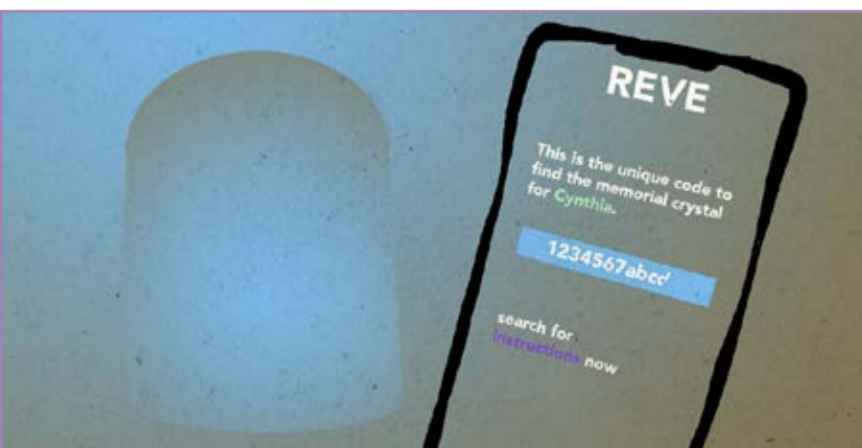 REVE
This is the unique code to
find the memorial crystal
for Cynthia.
1234567abcd
search for
instructions now